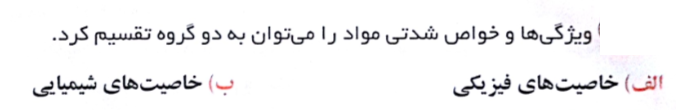 ویژگی‌ها و خواص شدتی مواد را می‌توان به دو گروه تقسیم کرد.
الف) خاصیت‌های فیزیکی ب) خاصیت‌های شیمیایی